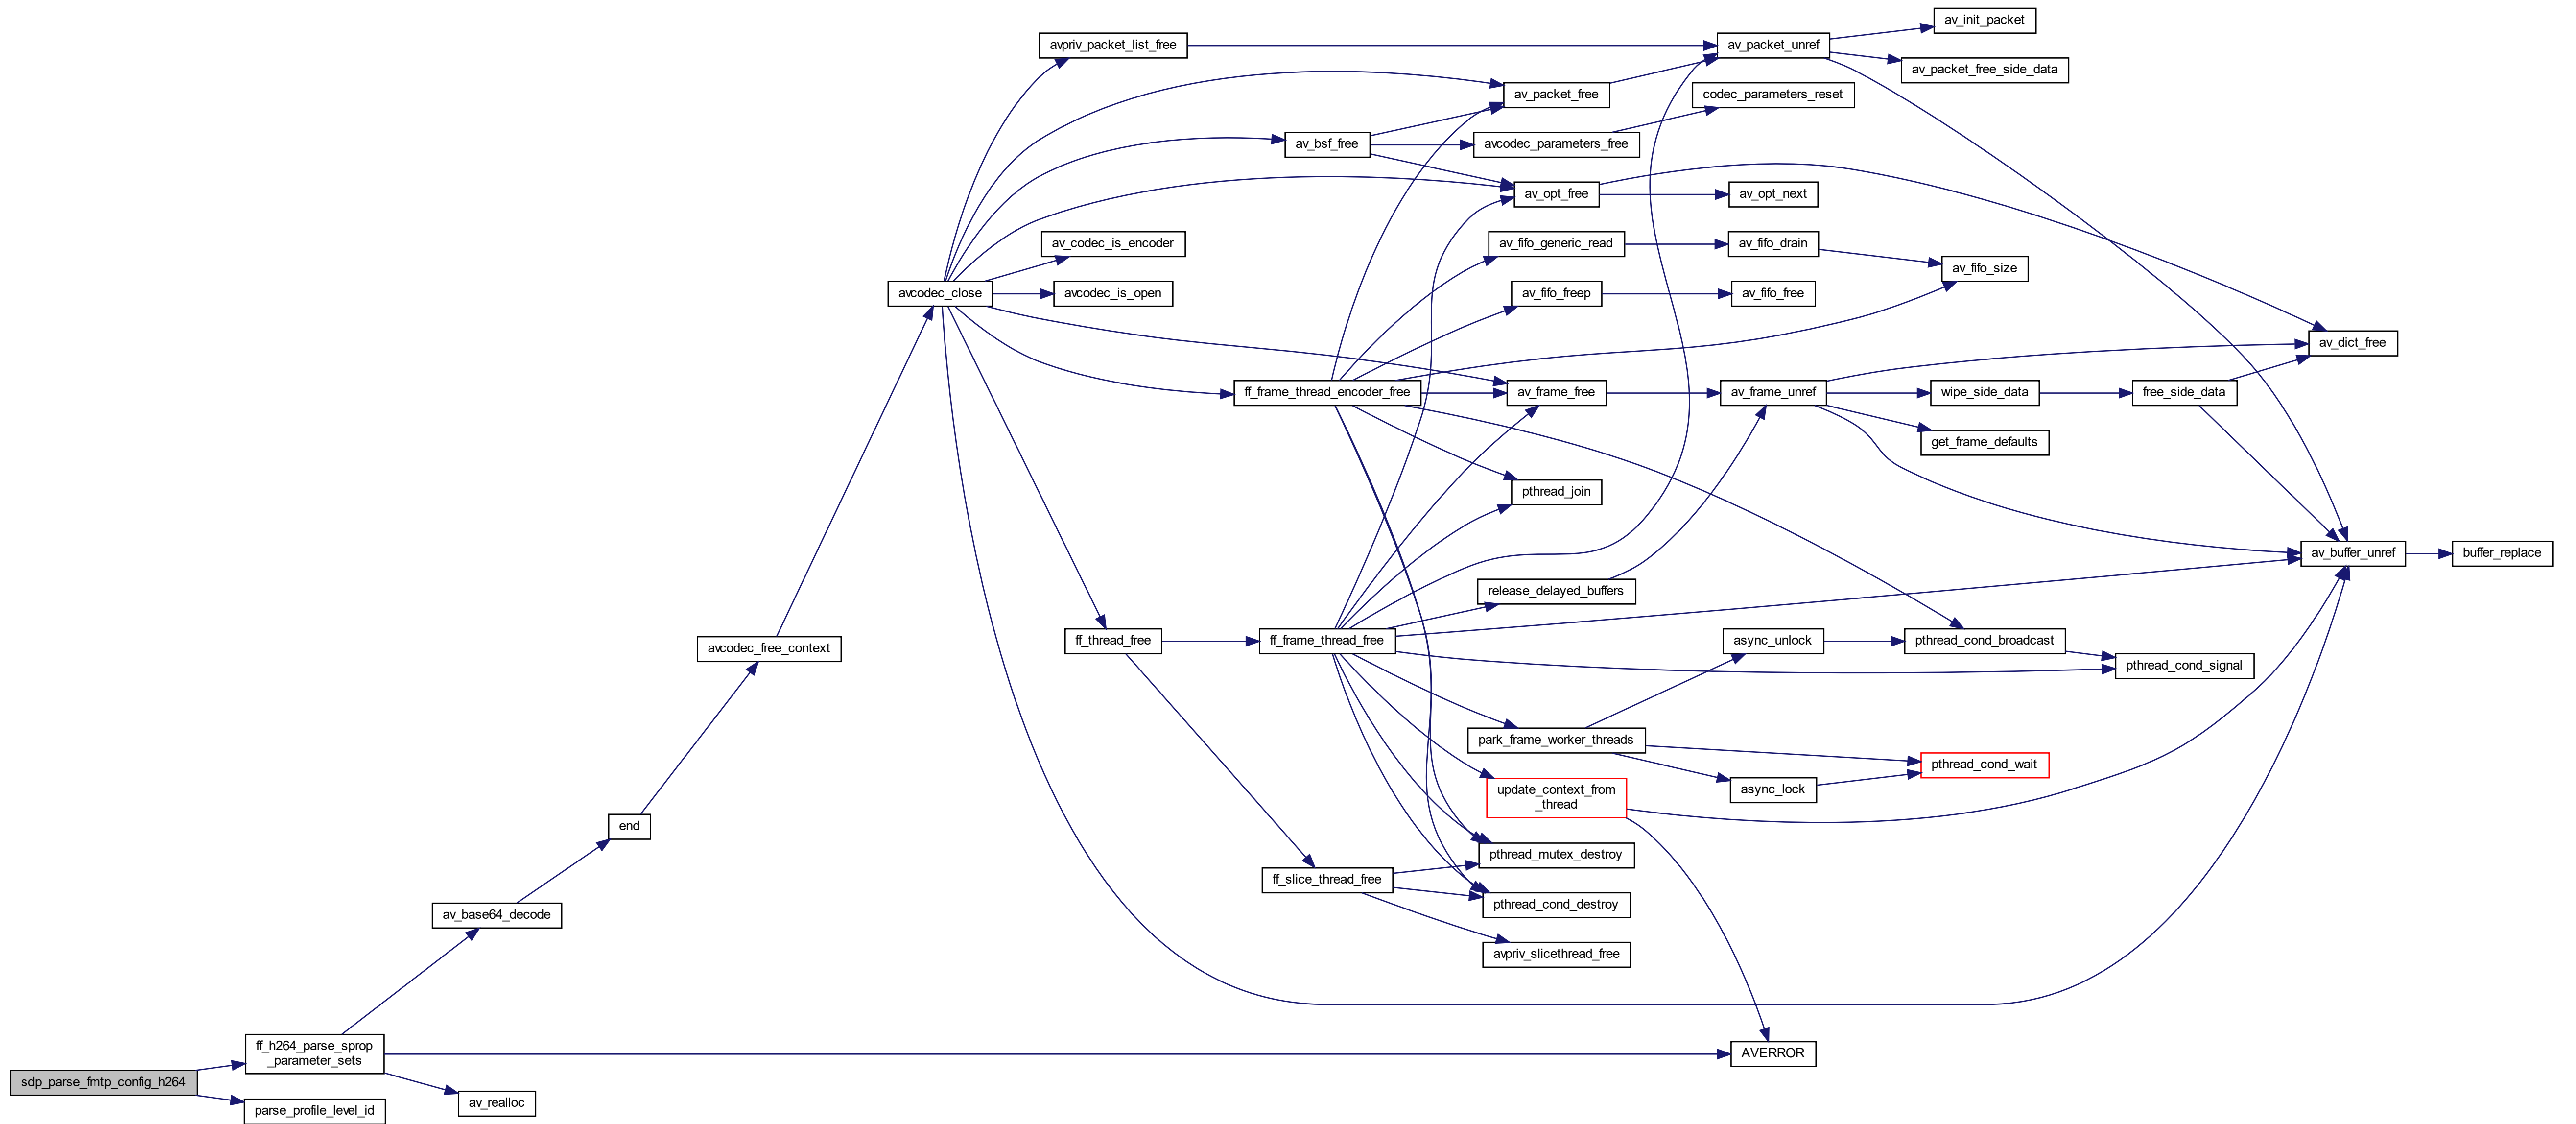 av_init_packet
avpriv_packet_list_free
av_packet_unref
av_packet_free_side_data
av_packet_free
codec_parameters_reset
av_bsf_free
avcodec_parameters_free
av_opt_free
av_opt_next
av_codec_is_encoder
av_fifo_generic_read
av_fifo_drain
av_fifo_size
avcodec_close
avcodec_is_open
av_fifo_freep
av_fifo_free
av_dict_free
ff_frame_thread_encoder_free
av_frame_free
av_frame_unref
wipe_side_data
free_side_data
get_frame_defaults
pthread_join
av_buffer_unref
buffer_replace
release_delayed_buffers
avcodec_free_context
ff_thread_free
ff_frame_thread_free
async_unlock
pthread_cond_broadcast
pthread_cond_signal
park_frame_worker_threads
pthread_cond_wait
async_lock
update_context_from
_thread
end
pthread_mutex_destroy
ff_slice_thread_free
pthread_cond_destroy
av_base64_decode
avpriv_slicethread_free
ff_h264_parse_sprop
_parameter_sets
AVERROR
sdp_parse_fmtp_config_h264
av_realloc
parse_profile_level_id